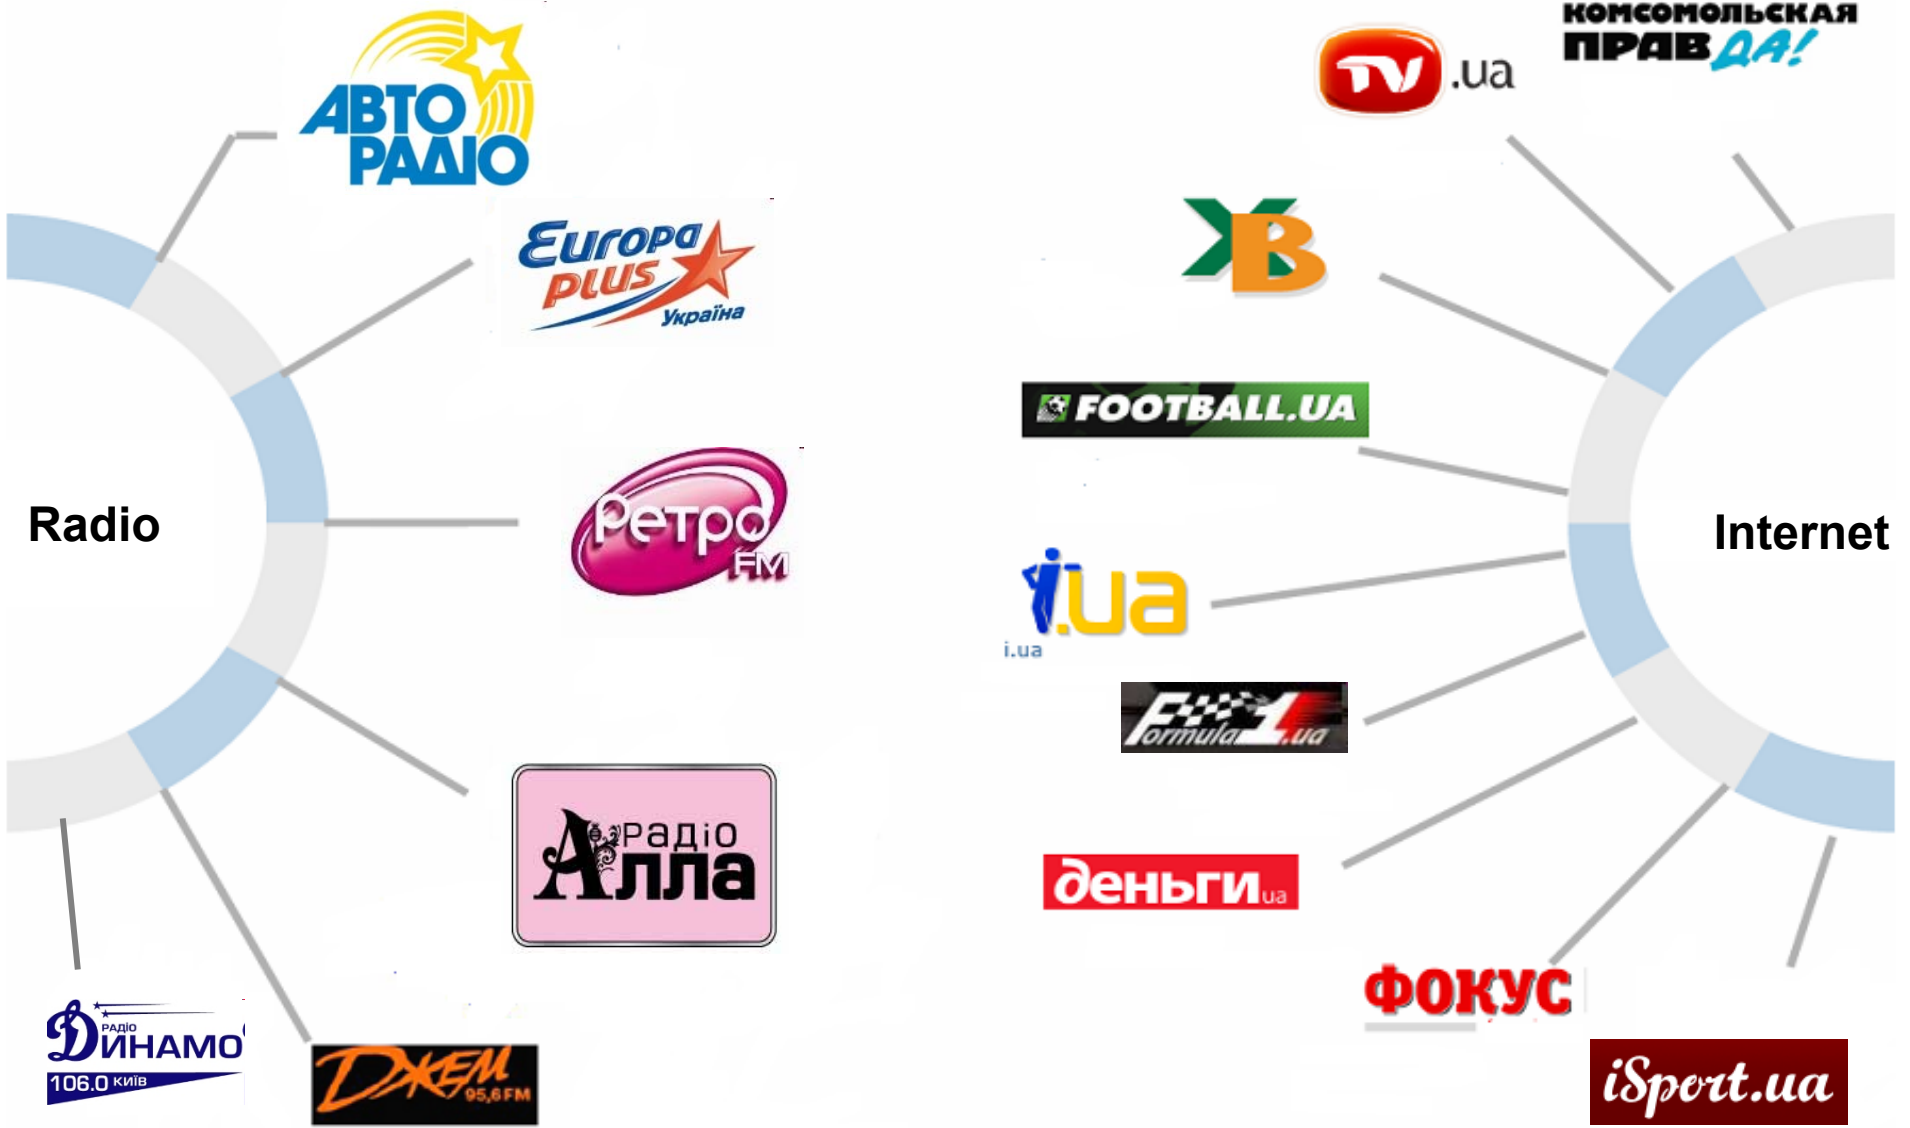 АВТО
РАДІО
Europa
plus
Україна
Radio
Ретро
FM
Радіо
Алла
РАДІО
ДИНАМО
106.0 КИЇВ
ДЖЕМ
95,6 FM
КОМСОМОЛЬСКАЯ
ПРАВДА!
TV.ua
ХВ
FOOTBALL.UA
Internet
i.ua
i.ua
Formula1.ua
деньги.ua
ФОКУС
iSport.ua